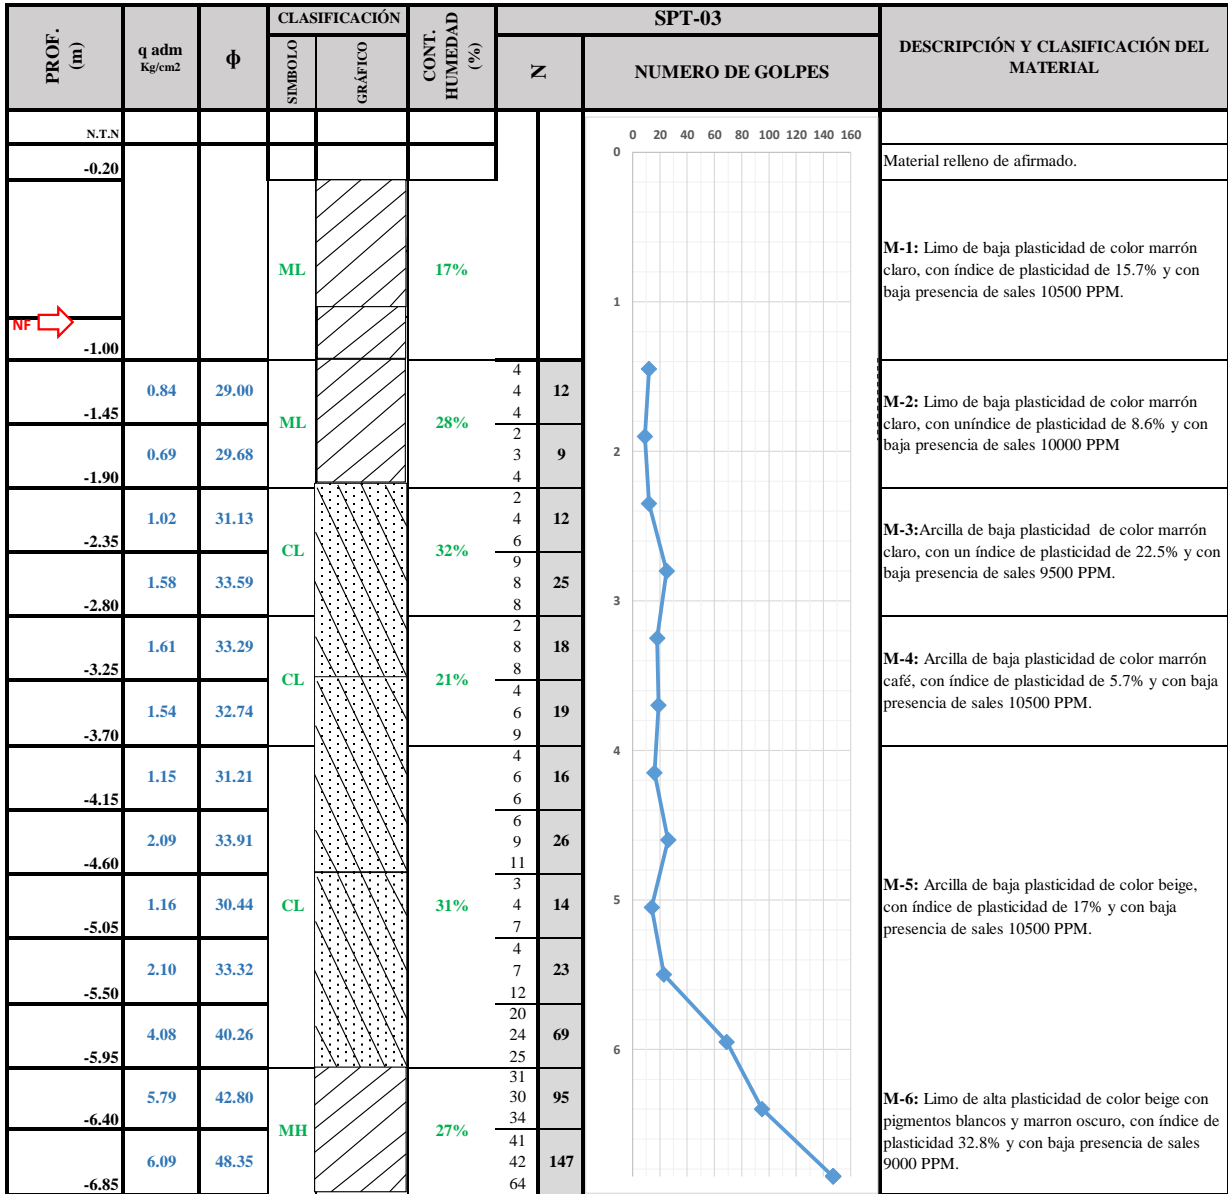 PROF. (m)
q adm
Kg/cm2
ϕ
CLASIFICACIÓN
SIMBOLO
GRÁFICO
CONT. HUMEDAD (%)
SPT-03
N
NUMERO DE GOLPES
DESCRIPCIÓN Y CLASIFICACIÓN DEL
MATERIAL
N.T.N
0 20 40 60 80 100 120 140 160
0
-0.20
Material relleno de afirmado.
ML
17%
M-1: Limo de baja plasticidad de color marrón
claro, con índice de plasticidad de 15.7% y con
baja presencia de sales 10500 PPM.
1
NF
-1.00
0.84 29.00
4
4
4
12
-1.45
ML
28%
M-2: Limo de baja plasticidad de color marrón
claro, con uníndice de plasticidad de 8.6% y con
baja presencia de sales 10000 PPM
0.69 29.68
2
3
4
9
2
-1.90
1.02 31.13
2
4
6
12
-2.35
CL
32%
M-3:Arcilla de baja plasticidad de color marrón
claro, con un índice de plasticidad de 22.5% y con
baja presencia de sales 9500 PPM.
1.58 33.59
9
8
8
25
-2.80
3
1.61 33.29
2
8
8
18
-3.25
CL
21%
M-4: Arcilla de baja plasticidad de color marrón
café, con índice de plasticidad de 5.7% y con baja
presencia de sales 10500 PPM.
1.54 32.74
4
6
9
19
-3.70
4
1.15 31.21
4
6
6
16
-4.15
2.09 33.91
6
9
11
26
-4.60
1.16 30.44
CL
31%
3
4
7
14
5
-5.05
M-5: Arcilla de baja plasticidad de color beige,
con índice de plasticidad de 17% y con baja
presencia de sales 10500 PPM.
2.10 33.32
4
7
12
23
-5.50
4.08 40.26
20
24
25
69
6
-5.95
5.79 42.80
31
30
34
95
-6.40
MH
27%
M-6: Limo de alta plasticidad de color beige con
pigmentos blancos y marron oscuro, con índice de
plasticidad 32.8% y con baja presencia de sales
9000 PPM.
6.09 48.35
41
42
64
147
-6.85